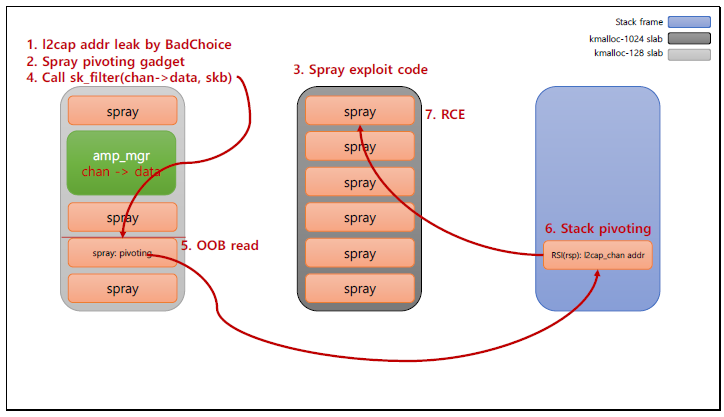 Stack frame
kmalloc-1024 slab
kmalloc-128 slab
1. l2cap addr leak by BadChoice
2. Spray pivoting gadget
4. Call sk_filter(chan->data, skb)
3. Spray exploit code
spray
amp_mgr
chan -> data
spray
5. OOB read
spray: pivoting
spray
spray
spray
spray
spray
spray
spray
7. RCE
6. Stack pivoting
RSI(rsp): l2cap_chan addr